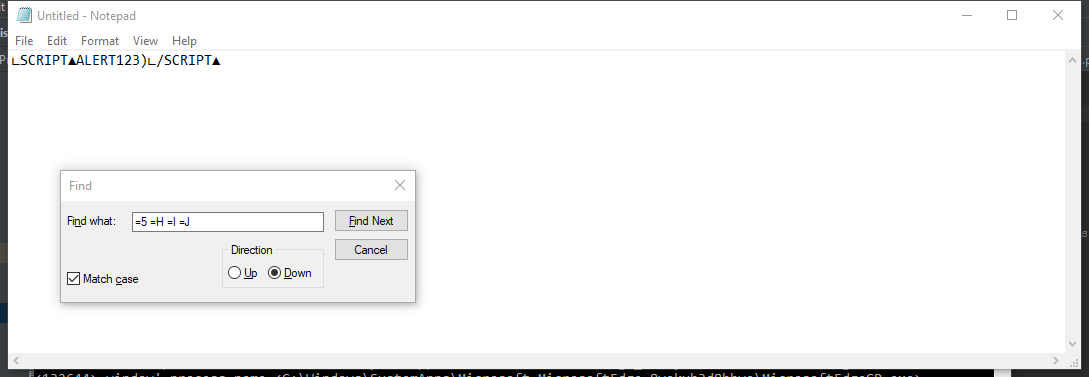 Untitled - Notepad
File Edit Format View Help
∟SCRIPT▲ALERT123)∟/SCRIPT▲
Find
Find what: =5 =H =I =J
Find Next
Cancel
Direction
Up Down
Match case